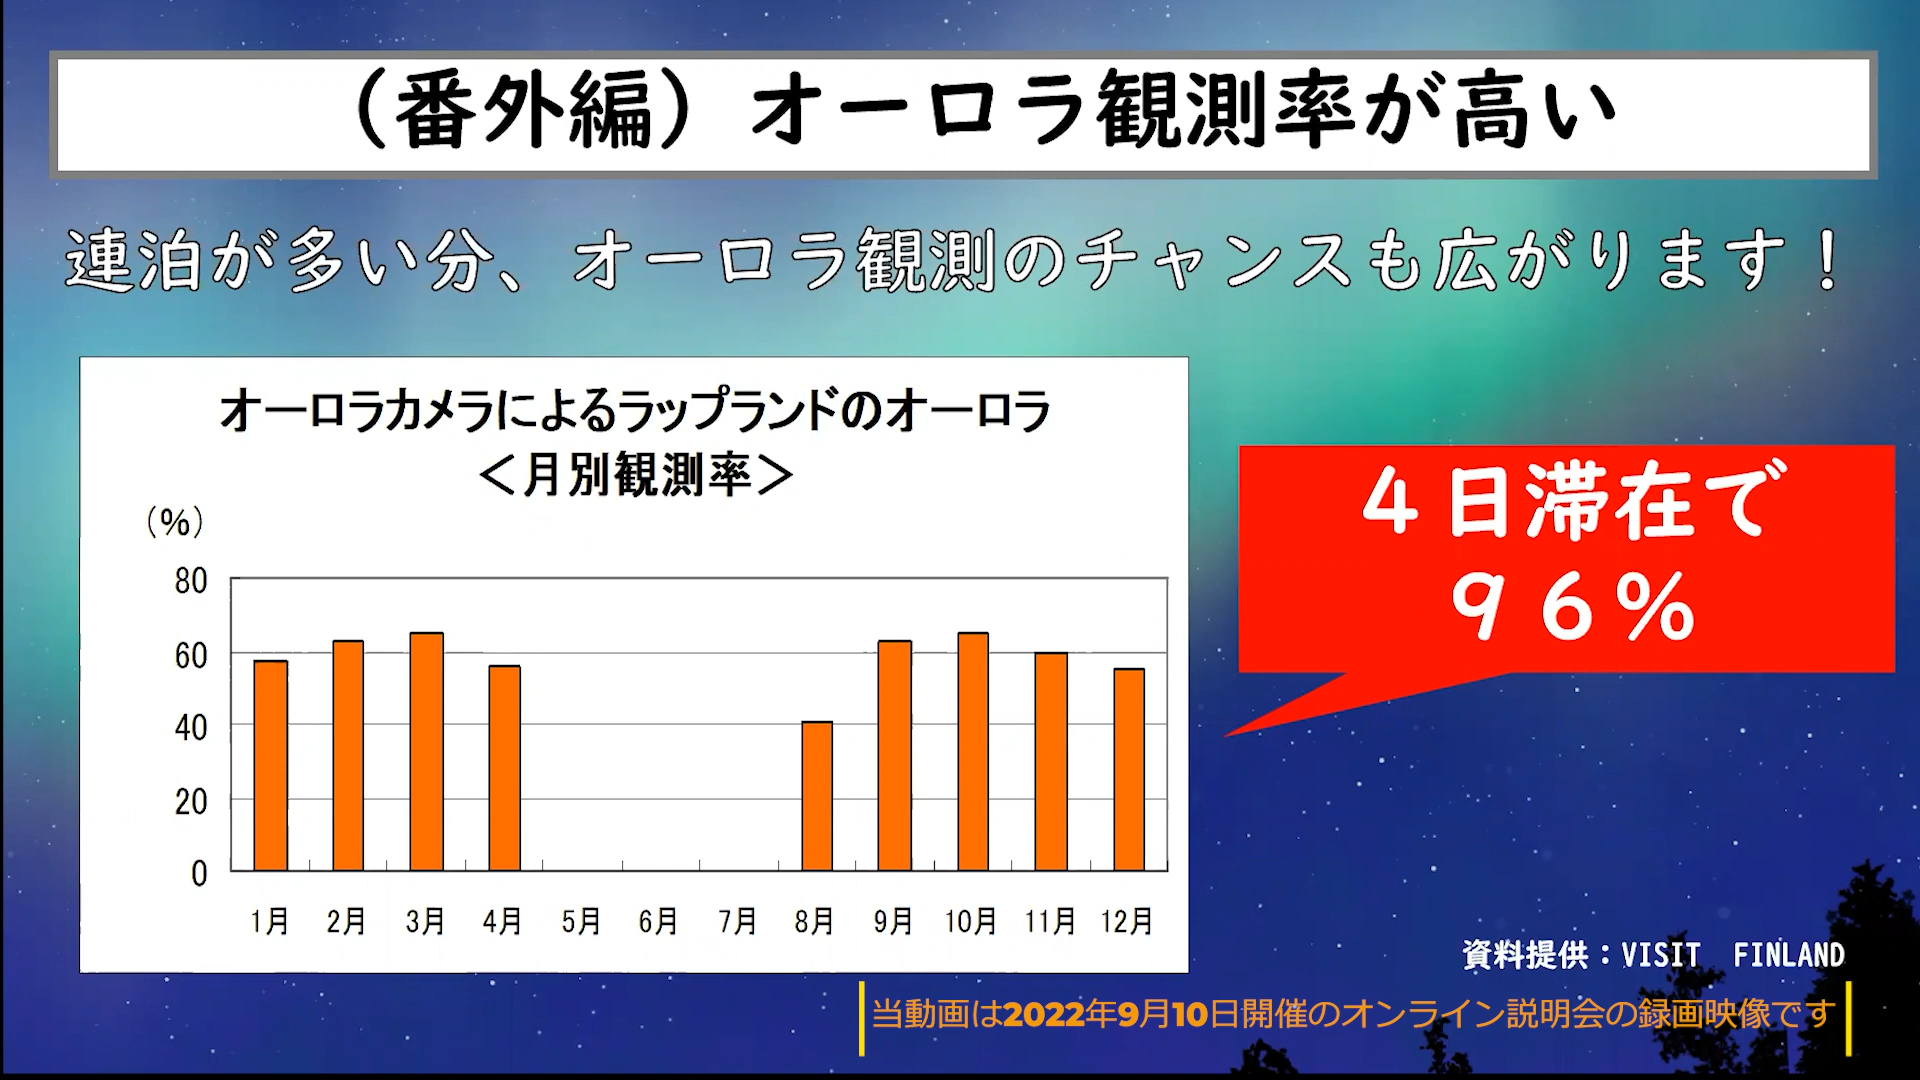 （番外編）オーロラ観測率が高い
連泊が多い分、オーロラ観測のチャンスも広がります！
オーロラカメラによるラップランドのオーロラ
＜月別観測率＞
（%）
80
60
40
20
0
1月 2月 3月 4月 5月 6月 7月 8月 9月 10月 11月 12月
４日滞在で
９６％
資料提供：VISIT　FINLAND
当動画は2022年9月10日開催のオンライン説明会の録画映像です